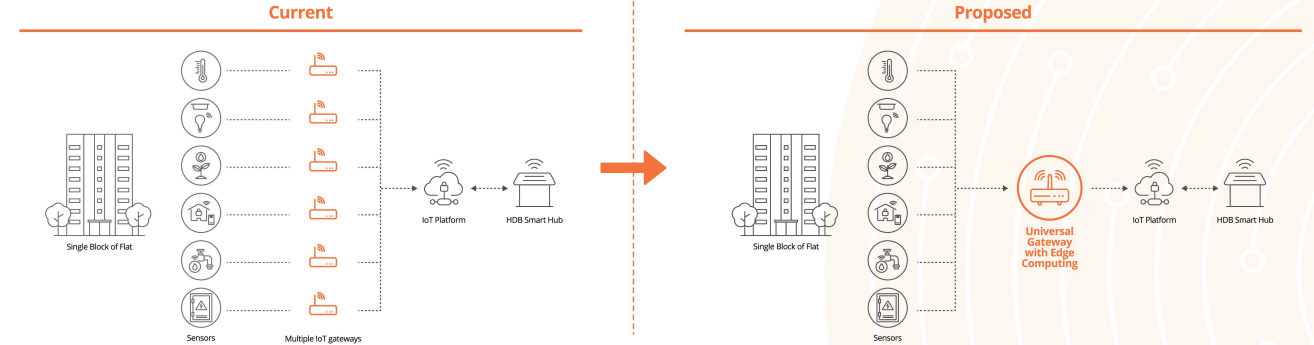 Current
Single Block of Flat
Sensors
Multiple IoT gateways
IoT Platform
HDB Smart Hub
Proposed
Single Block of Flat
Sensors
Universal
Gateway
with Edge
Computing
IoT Platform
HDB Smart Hub